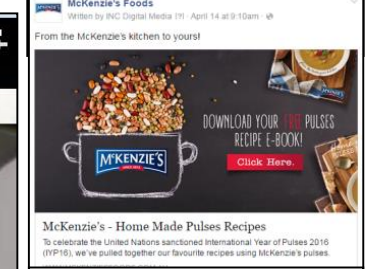 McKenzie's Foods
Written by INC Digital Media IYI · April 14 at 9:10am ·
From the McKenzie's kitchen to yours!
DOWNLOAD YOUR FREE PULSES
RECIPE E-BOOK!
Click Here.
McKENZIE'S
McKenzie's - Home Made Pulses Recipes
To celebrate the United Nations sanctioned International Year of Pulses 2016
(IYP16), we've pulled together our favourite recipes using McKenzie's pulses.